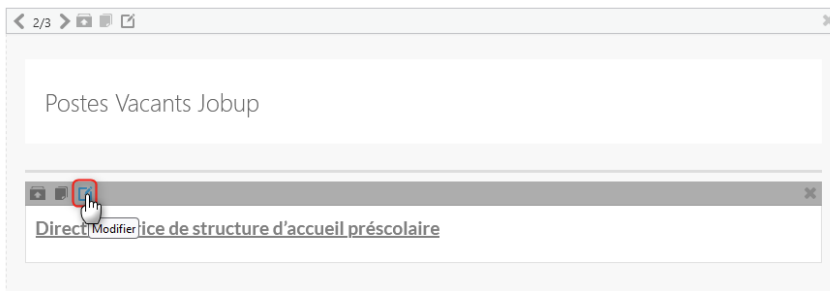 2/3
Postes Vacants Jobup
Modifier
Direct ice de structure d’accueil préscolaire